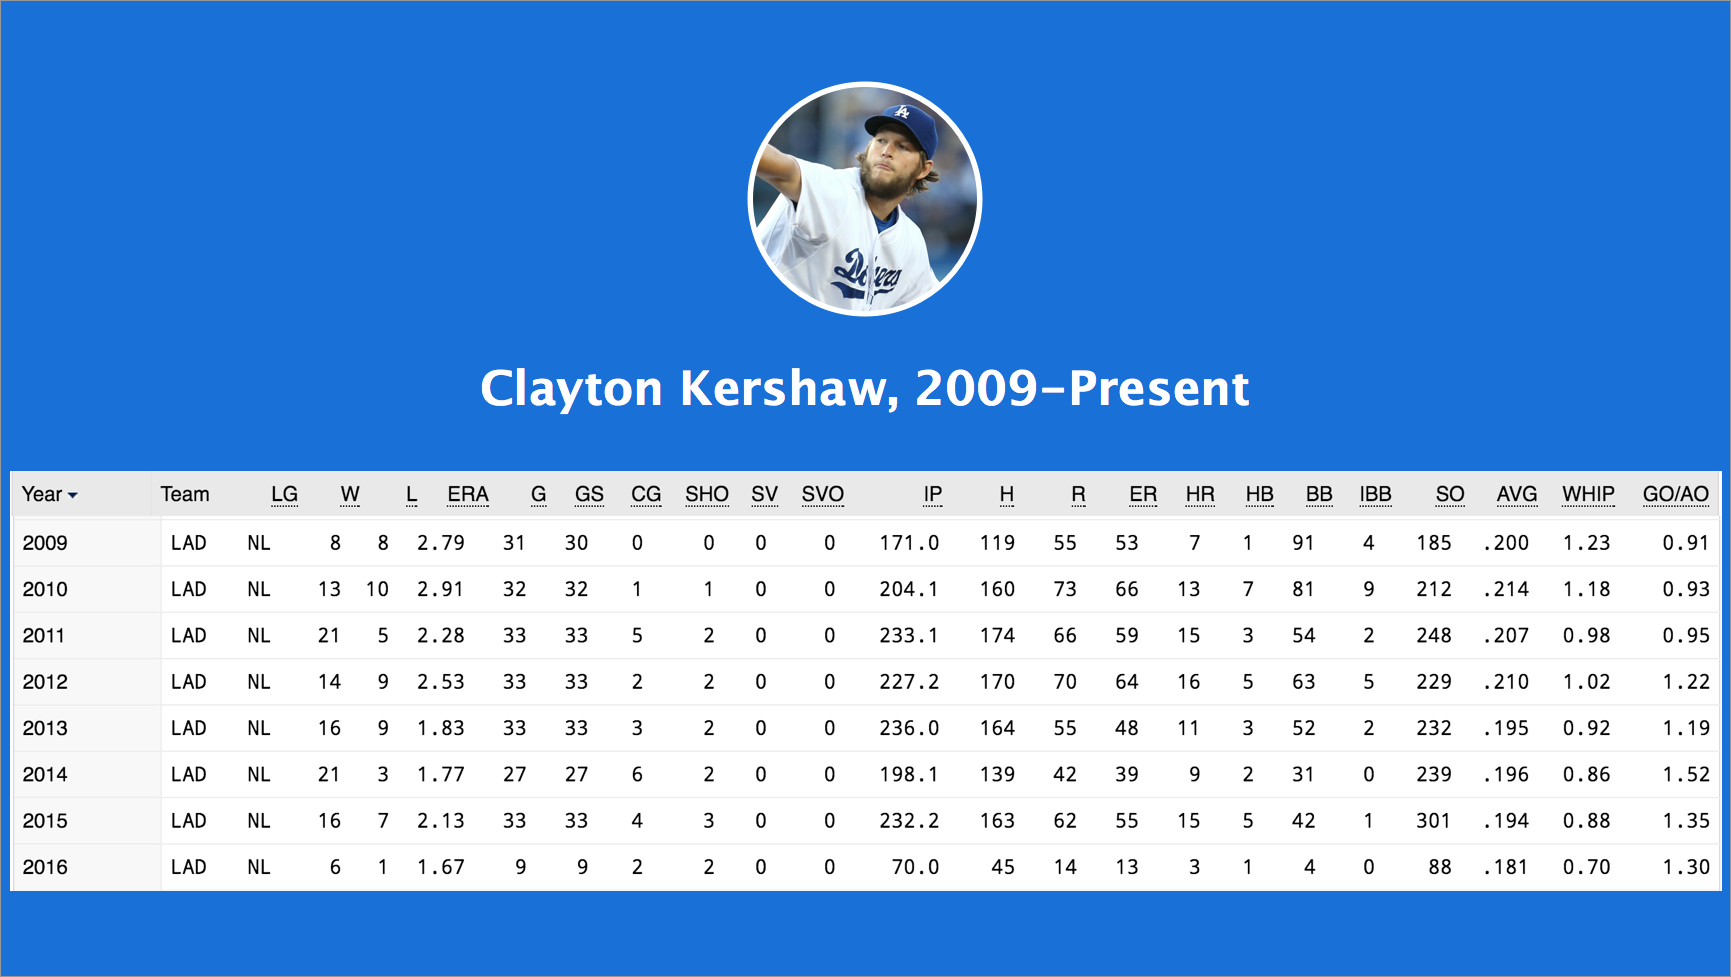 LA
Dodgers
Clayton Kershaw, 2009–Present
Year Team LG W L ERA G GS CG SHO SV SVO IP H R ER HR HB BB IBB SO AVG WHIP GO/AO
2009 LAD NL 8 8 2.79 31 30 0 0 0 0 171.0 119 55 53 7 1 91 4 185 .200 1.23 0.91
2010 LAD NL 13 10 2.91 32 32 1 1 0 0 204.1 160 73 66 13 7 81 9 212 .214 1.18 0.93
2011 LAD NL 21 5 2.28 33 33 5 2 0 0 233.1 174 66 59 15 3 54 2 248 .207 0.98 0.95
2012 LAD NL 14 9 2.53 33 33 2 2 0 0 227.2 170 70 64 16 5 63 5 229 .210 1.02 1.22
2013 LAD NL 16 9 1.83 33 33 3 2 0 0 236.0 164 55 48 11 3 52 2 232 .195 0.92 1.19
2014 LAD NL 21 3 1.77 27 27 6 2 0 0 198.1 139 42 39 9 2 31 0 239 .196 0.86 1.52
2015 LAD NL 16 7 2.13 33 33 4 3 0 0 232.2 163 62 55 15 5 42 1 301 .194 0.88 1.35
2016 LAD NL 6 1 1.67 9 9 2 2 0 0 70.0 45 14 13 3 1 4 0 88 .181 0.70 1.30